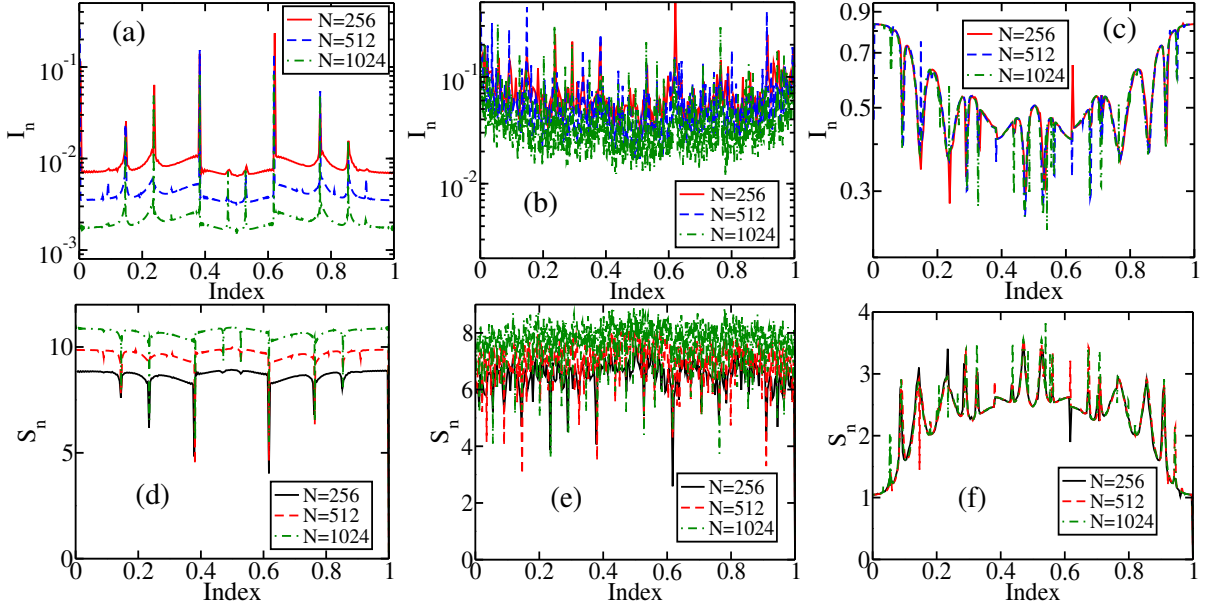 (a)
N=256
N=512
N=1024
I_n
10^-1
10^-2
10^-3
0 0.2 0.4 0.6 0.8 1
Index
(b)
N=256
N=512
N=1024
I_n
10^-1
10^-2
0 0.2 0.4 0.6 0.8 1
Index
(c)
N=256
N=512
N=1024
I_n
0.9
0.7
0.5
0.3
0 0.2 0.4 0.6 0.8 1
Index
(d)
N=256
N=512
N=1024
S_n
10
5
0
0 0.2 0.4 0.6 0.8 1
Index
(e)
N=256
N=512
N=1024
S_n
8
6
4
2
0
0 0.2 0.4 0.6 0.8 1
Index
(f)
N=256
N=512
N=1024
S_n
4
3
2
1
0
0 0.2 0.4 0.6 0.8 1
Index